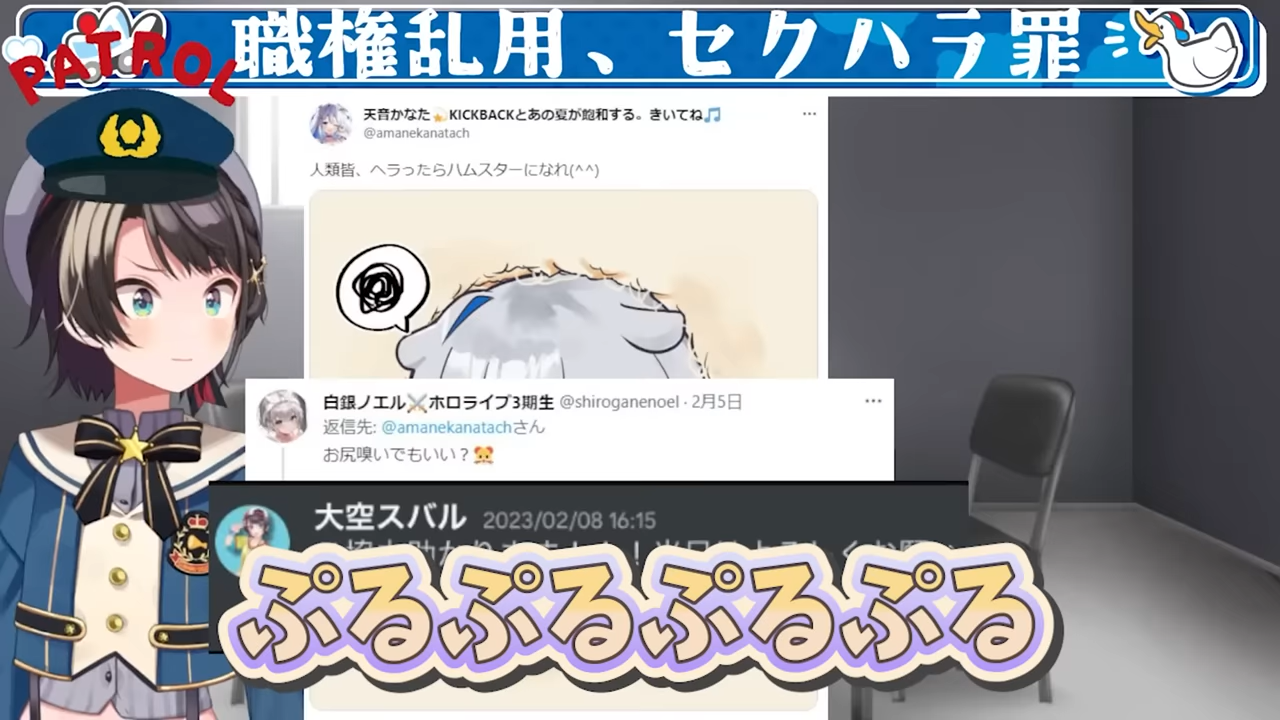 PATROL
職権乱用、セクハラ罪
天音かなた💫KICKBACKとあの夏が飽和する。きいてね🎵
@amanekanatach
人類皆、ヘラったらハムスターになれ(^^)
白銀ノエル⚔ホロライブ3期生 @shiroganenoel · 2月5日
返信先: @amanekanatachさん
お尻嗅いでもいい？🐹
大空スバル 2023/02/08 16:15
ぷるぷるぷるぷる